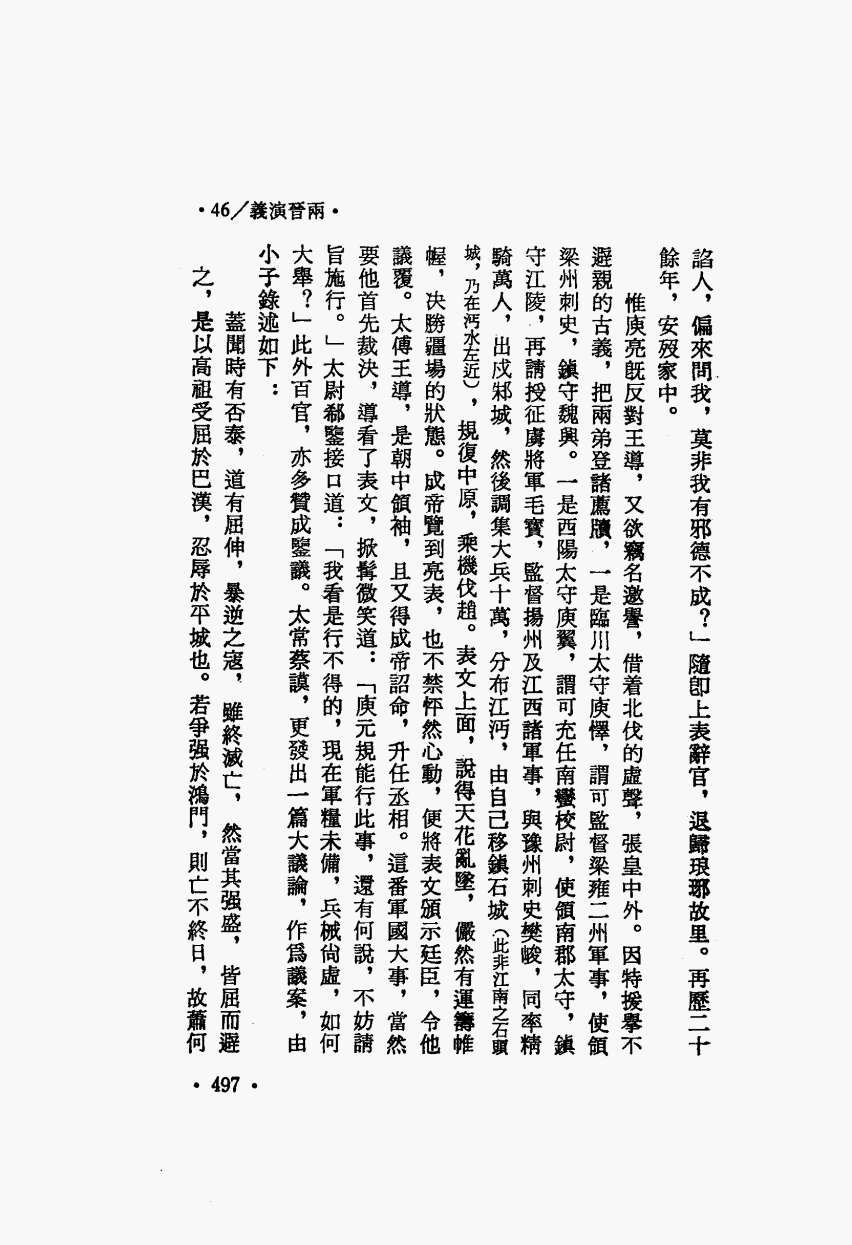 •46／義演晉兩•
諂人，偏來問我，莫非我有邪德不成？」隨卽上表辭官，退歸琅邪故里。再歷二十
餘年，安歿家中。
惟庾亮旣反對王導，又欲竊名邀譽，借着北伐的虛聲，張皇中外。因特援擧不
避親的古義，把兩弟登諸薦牘，一是臨川太守庾懌，謂可監督梁雍二州軍事，使領
梁州刺史，鎭守魏興。一是西陽太守庾翼，謂可充任南蠻校尉，使領南郡太守，鎭
守江陵，再請授征虜將軍毛寶，監督揚州及江西諸軍事，與豫州刺史樊峻，同率精
騎萬人，出戍邾城，然後調集大兵十萬，分布江沔，由自己移鎭石城（此非江南之石頭
城，乃在沔水左近），規復中原，乘機伐趙。表文上面，說得天花亂墜，儼然有運籌帷
幄，決勝疆場的狀態。成帝覽到亮表，也不禁怦然心動，便將表文頒示廷臣，令他
議覆。太傅王導，是朝中領袖，且又得成帝詔命，升任丞相。這番軍國大事，當然
要他首先裁決，導看了表文，掀髯微笑道：「庾元規能行此事，還有何說，不妨請
旨施行。」太尉郗鑒接口道：「我看是行不得的，現在軍糧未備，兵械尙虛，如何
大擧？」此外百官，亦多贊成鑒議。太常蔡謨，更發出一篇大議論，作爲議案，由
小子錄述如下：
蓋聞時有否泰，道有屈伸，暴逆之寇，雖終滅亡，然當其强盛，皆屈而避
之，是以高祖受屈於巴漢，忍辱於平城也。若爭强於鴻門，則亡不終日，故蕭何
•497•